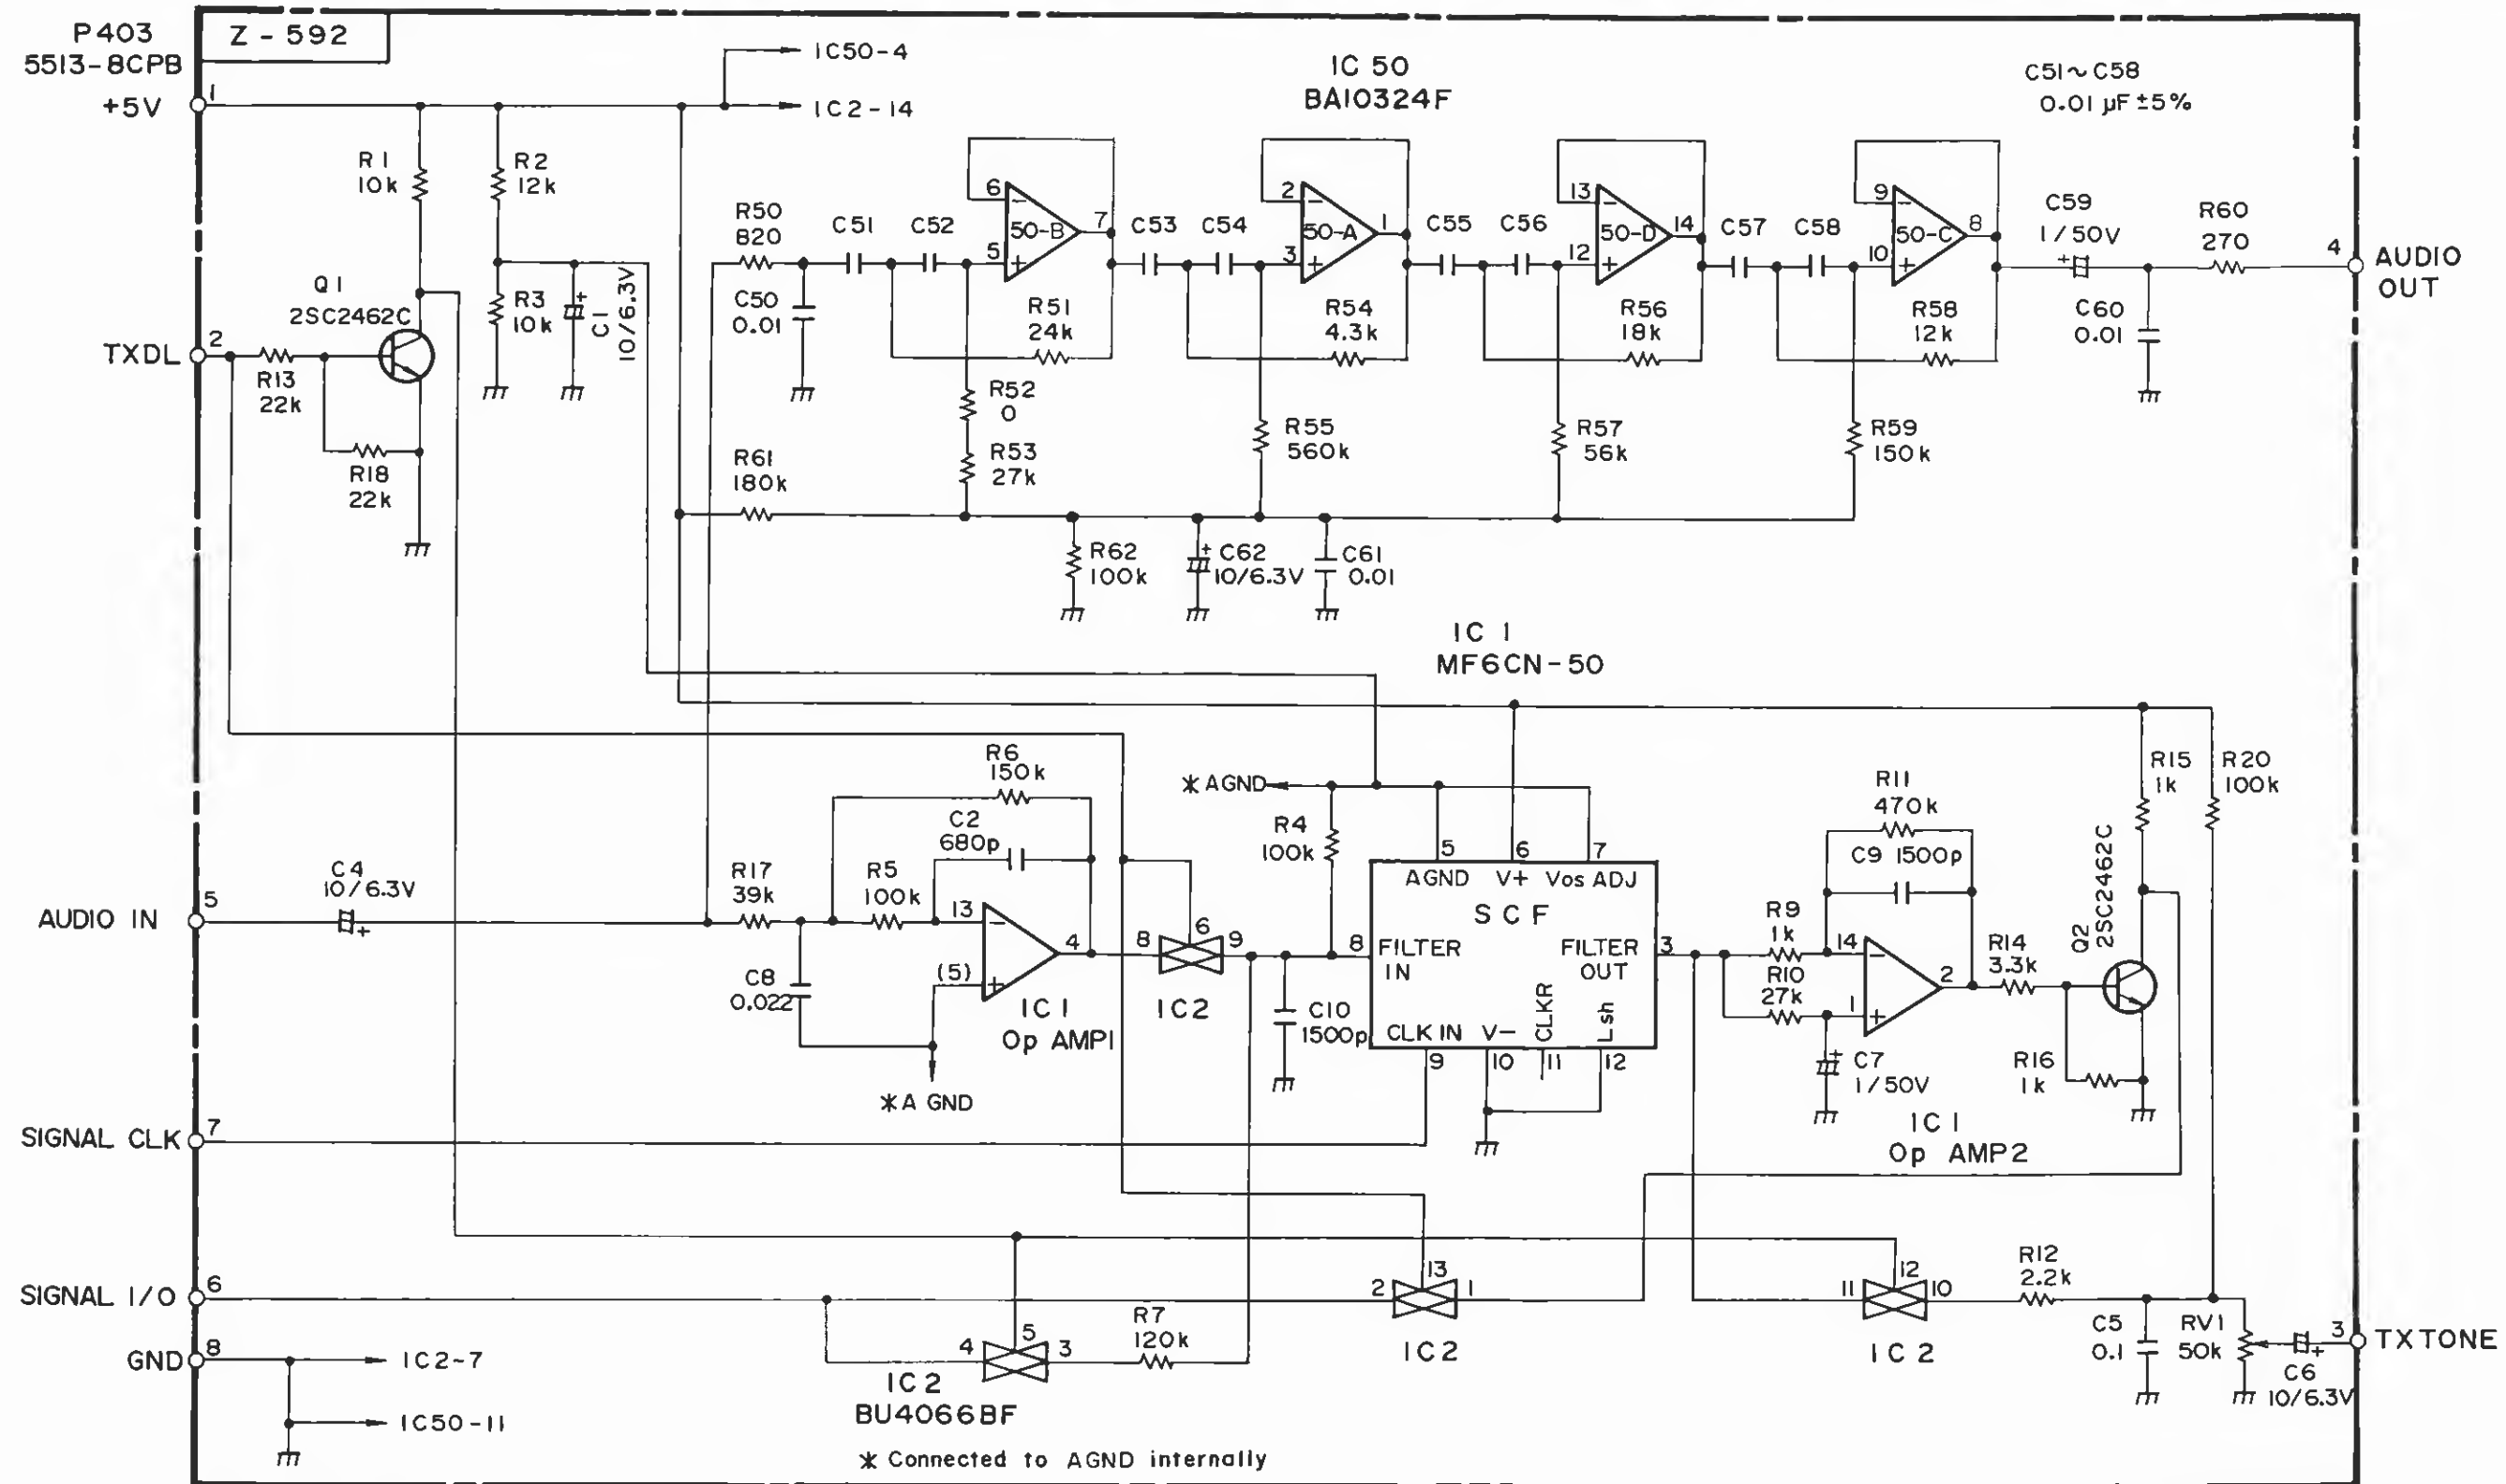 P403
5513-8CPB
Z-592
+5V
1
IC50-4
IC2-14
IC 50
BA10324F
C51~C58
0.01 µF ±5%
R1
10k
R2
12k
R3
10k
C1
10/6.3V
Q1
2SC2462C
TXDL
2
R13
22k
R18
22k
R50
820
C50
0.01
C51
C52
6
5
50-B
7
R51
24k
R52
0
R53
27k
C53
C54
2
3
50-A
1
R54
4.3k
R55
560k
C55
C56
13
12
50-D
14
R56
18k
R57
56k
C57
C58
9
10
50-C
8
R58
12k
R59
150k
C59
1/50V
C60
0.01
R60
270
4
AUDIO
OUT
R61
180k
R62
100k
C62
10/6.3V
C61
0.01
IC 1
MF6CN-50
AUDIO IN
5
C4
10/6.3V
R17
39k
R5
100k
R6
150k
C2
680p
C8
0.022
13
(5)
4
IC 1
Op AMP1
* A GND
8
6
9
IC 2
* AGND
R4
100k
C10
1500p
5
6
7
AGND
V+
Vos ADJ
SCF
8
FILTER
IN
FILTER
OUT
3
CLK IN
V-
CLKR
Lsh
9
10
11
12
R9
1k
R10
27k
R11
470k
C9 1500p
14
1
2
C7
1/50V
IC 1
Op AMP2
R14
3.3k
R16
1k
Q2
2SC2462C
R15
1k
R20
100k
SIGNAL CLK
7
SIGNAL I/O
6
GND
8
IC2-7
IC50-11
4
5
3
IC 2
BU4066BF
R7
120k
2
13
1
IC 2
11
12
10
IC 2
R12
2.2k
C5
0.1
RV1
50k
C6
10/6.3V
3
TXTONE
* Connected to AGND internally